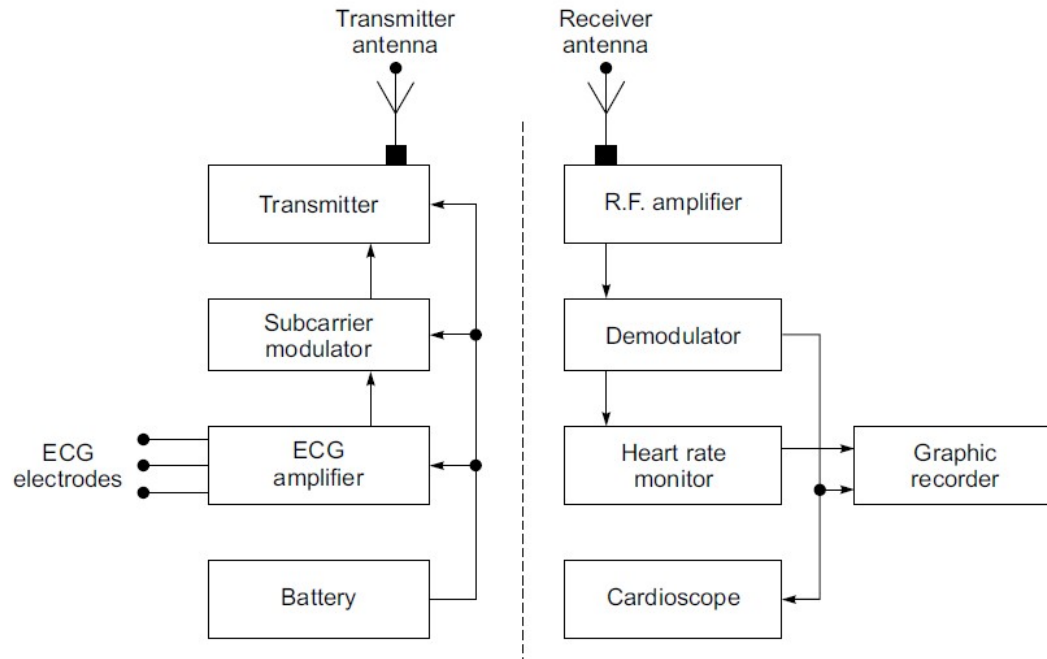 Transmitter
antenna
Receiver
antenna
Transmitter
R.F. amplifier
Subcarrier
modulator
Demodulator
ECG
electrodes
ECG
amplifier
Heart rate
monitor
Graphic
recorder
Battery
Cardioscope